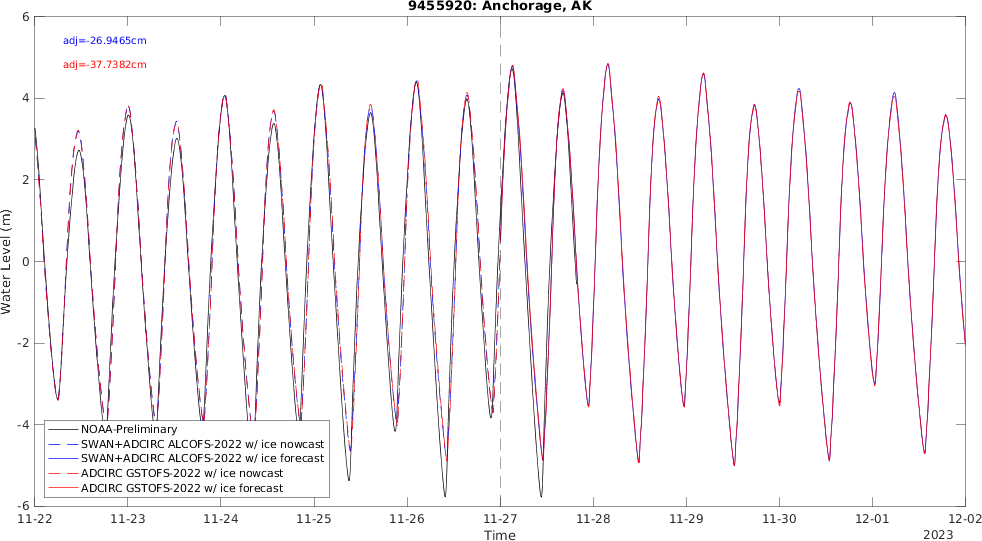 9455920: Anchorage, AK
adj=-26.9465cm
adj=-37.7382cm
Water Level (m)
6
4
2
0
-2
-4
-6
NOAA-Preliminary
SWAN+ADCIRC ALCOFS-2022 w/ ice nowcast
SWAN+ADCIRC ALCOFS-2022 w/ ice forecast
ADCIRC GSTOFS-2022 w/ ice nowcast
ADCIRC GSTOFS-2022 w/ ice forecast
11-22 11-23 11-24 11-25 11-26 11-27 11-28 11-29 11-30 12-01 12-02
Time
2023